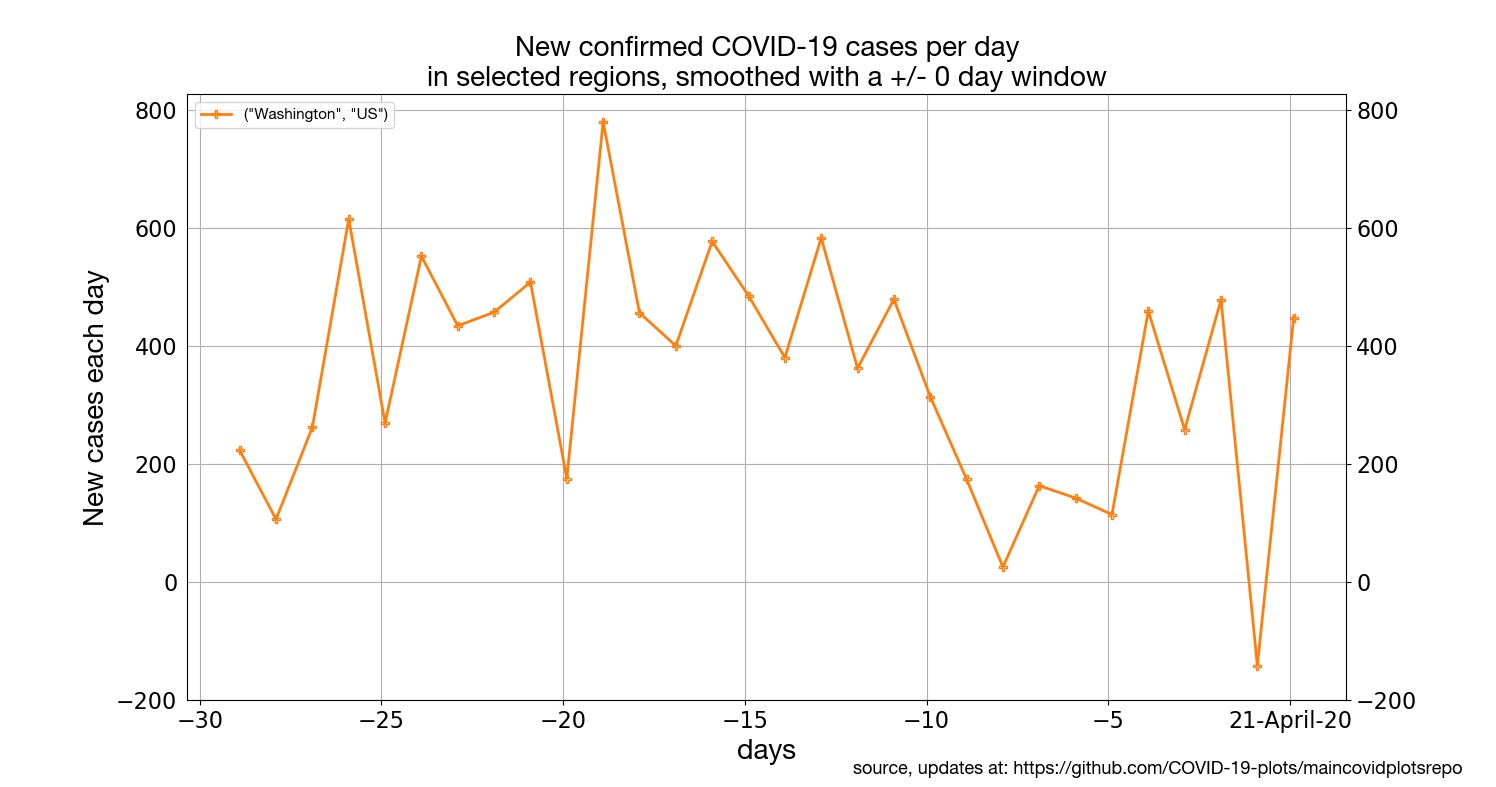 New confirmed COVID-19 cases per day
in selected regions, smoothed with a +/- 0 day window
("Washington", "US")
800
600
400
200
0
−200
800
600
400
200
0
−200
New cases each day
−30
−25
−20
−15
−10
−5
21-April-20
days
source, updates at: https://github.com/COVID-19-plots/maincovidplotsrepo